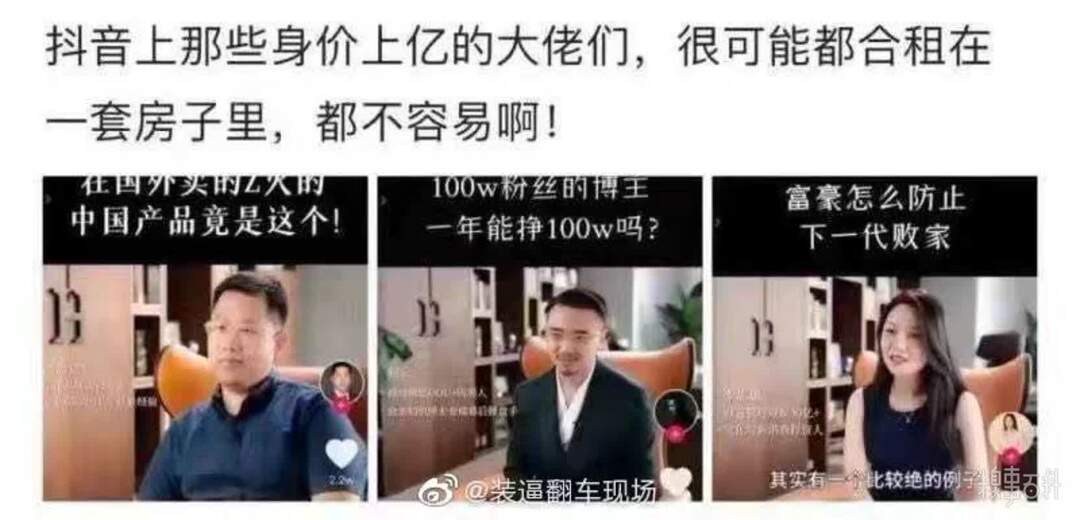 抖音上那些身价上亿的大佬们，很可能都合租在
一套房子里，都不容易啊！
在国外卖的Z火的
中国产品竟是这个！
100w粉丝的博主
一年能挣100w吗？
富豪怎么防止
下一代败家
2.2w
其实有一个比较绝的例子
@装逼翻车现场